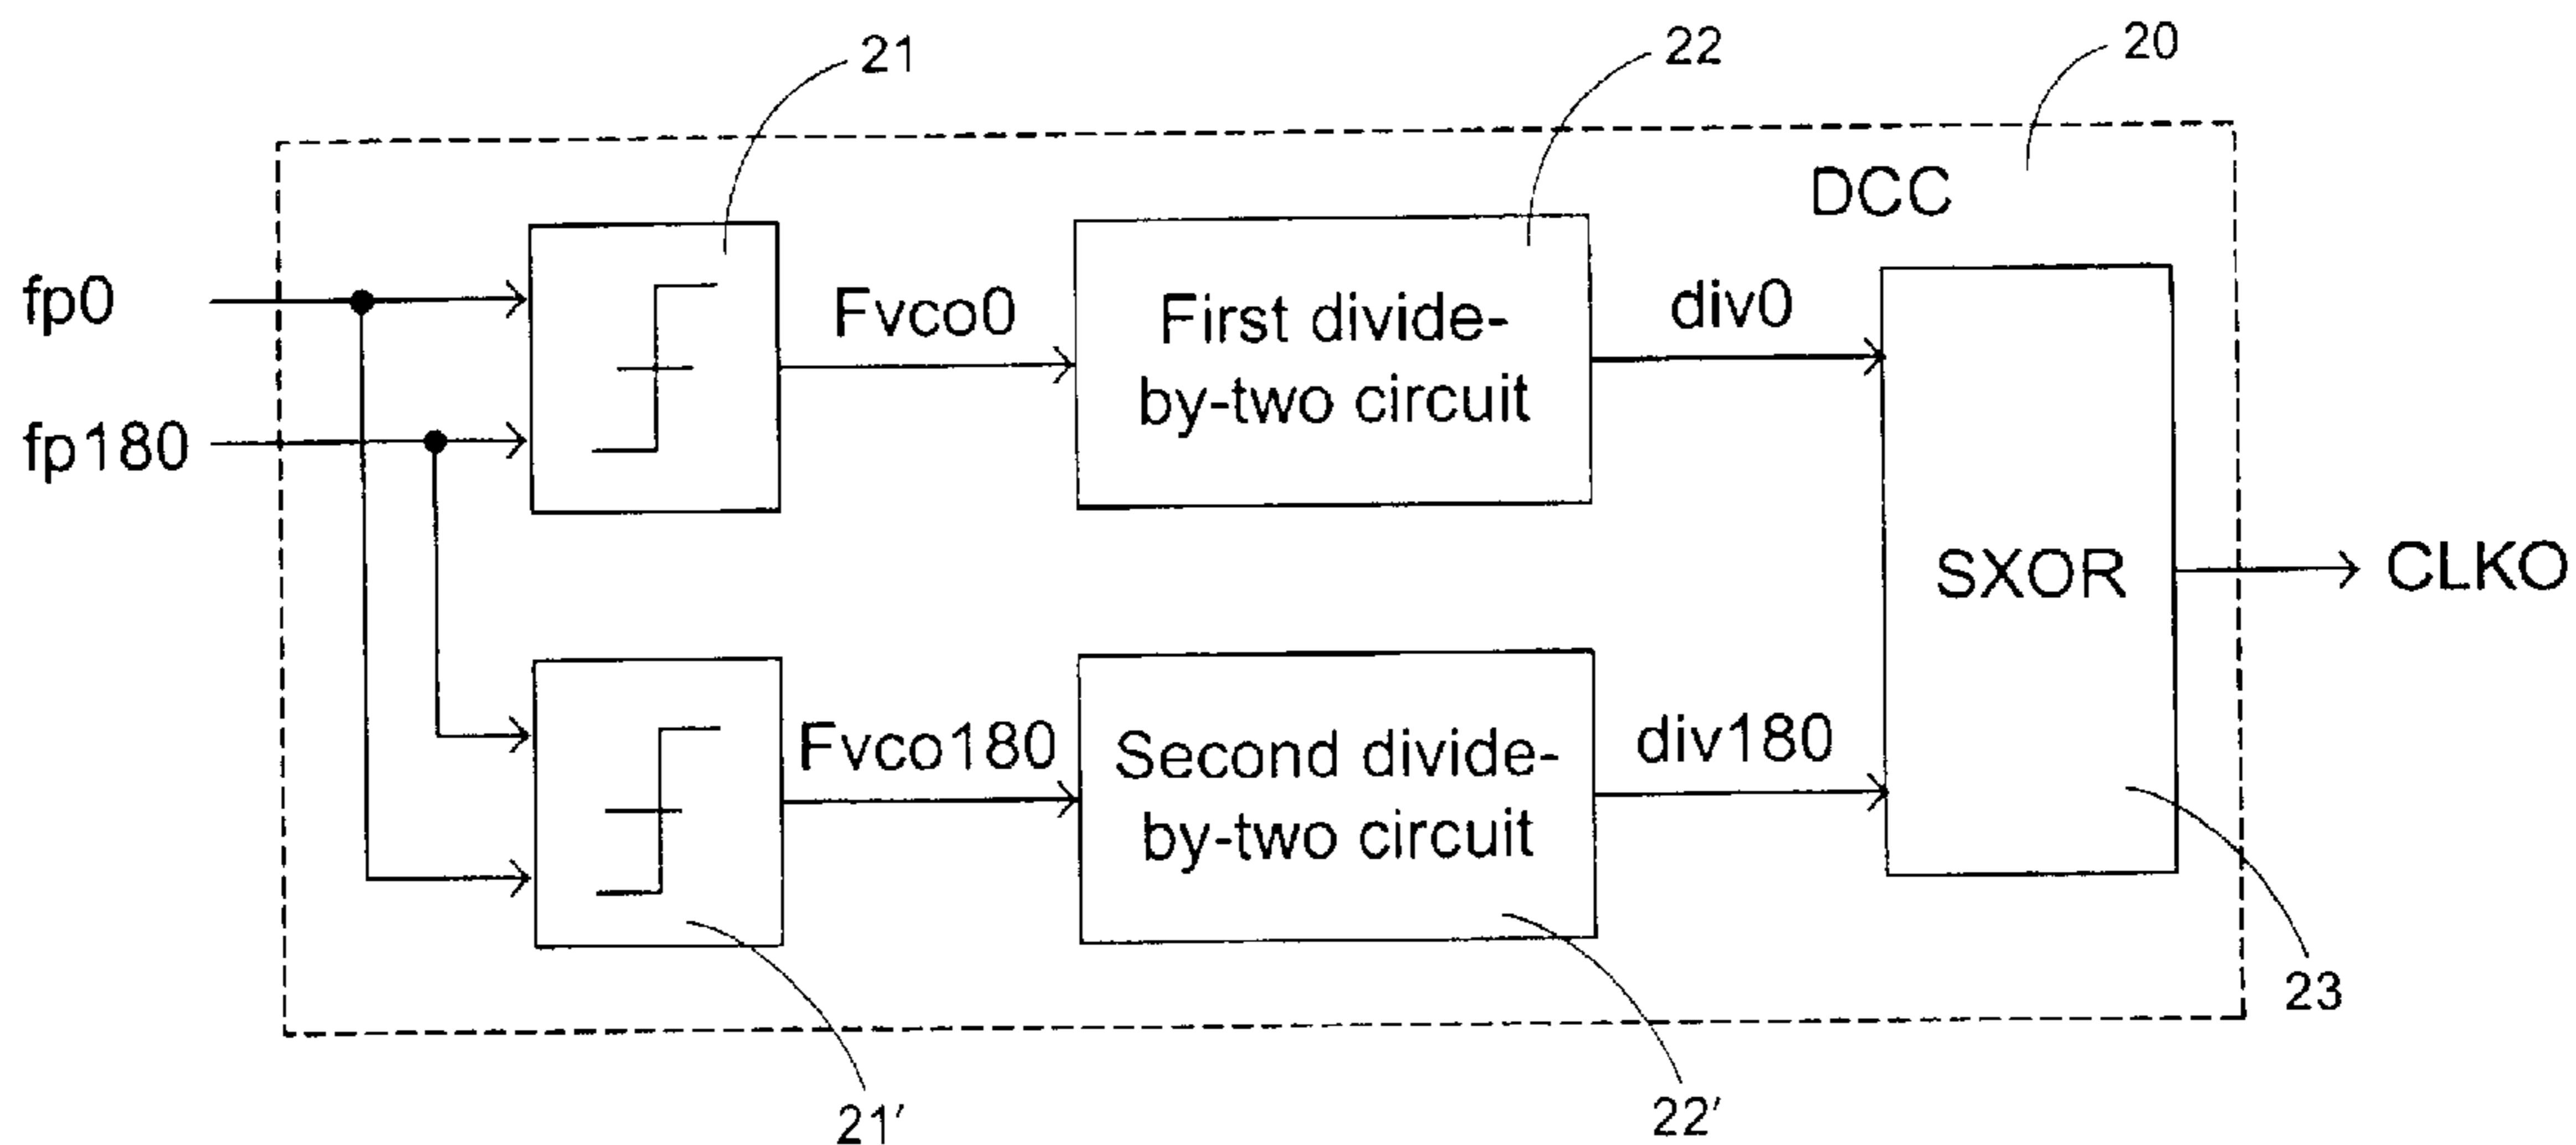 21
22
20
DCC
fp0
Fvco0
First divide-
by-two circuit
div0
fp180
SXOR
CLKO
Fvco180
Second divide-
by-two circuit
div180
23
21′
22′